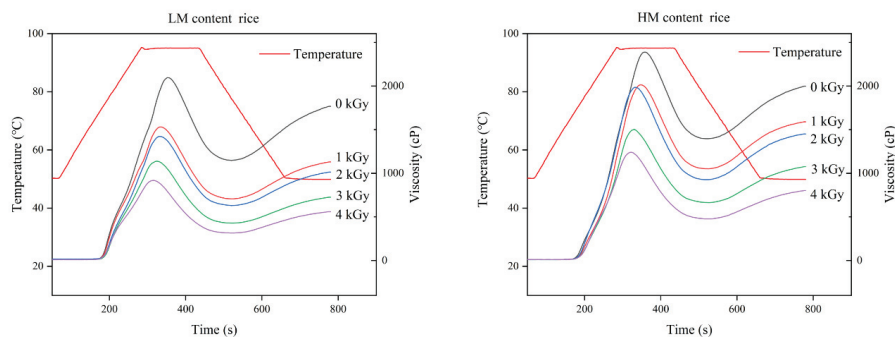 LM content rice
100
80
60
40
20
Temperature (℃)
Temperature
0 kGy
1 kGy
2 kGy
3 kGy
4 kGy
2000
1000
0
Viscosity (cP)
200
400
600
800
Time (s)
HM content rice
100
80
60
40
20
Temperature (℃)
Temperature
0 kGy
1 kGy
2 kGy
3 kGy
4 kGy
2000
1000
0
Viscosity (cP)
200
400
600
800
Time (s)